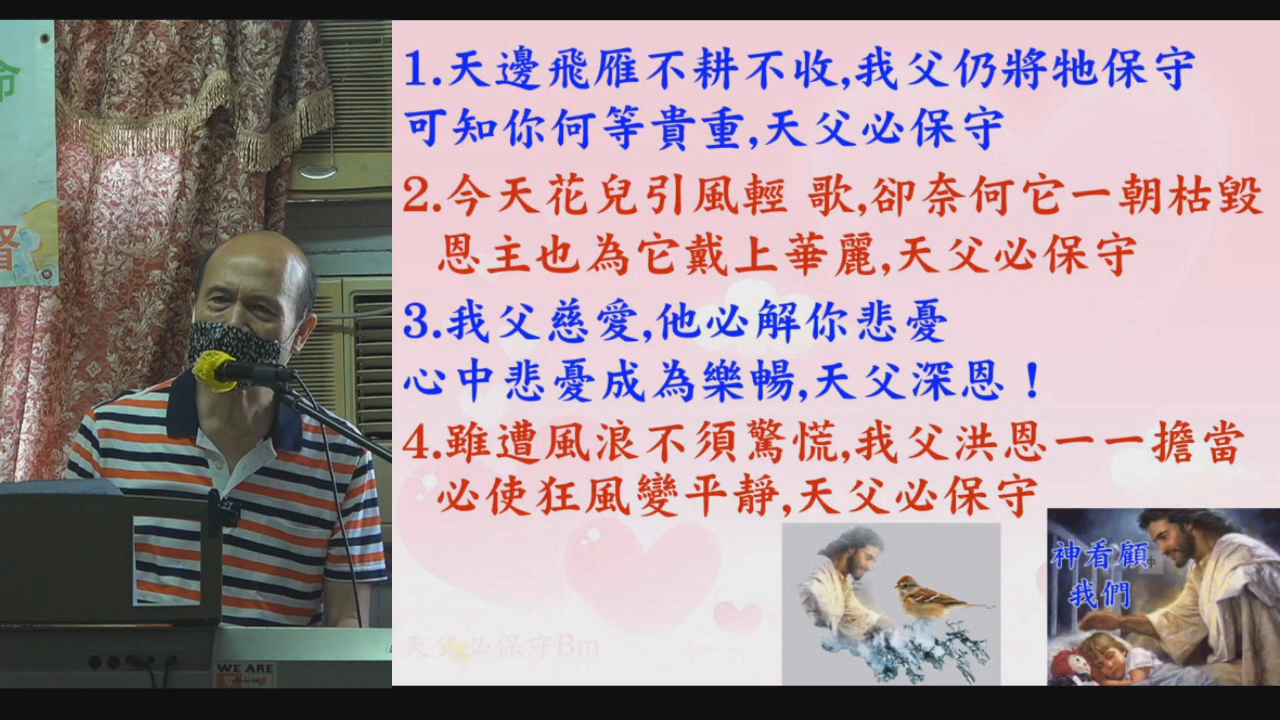 命
督。
1.天邊飛雁不耕不收,我父仍將牠保守
可知你何等貴重,天父必保守
2.今天花兒引風輕 歌,卻奈何它一朝枯毀
恩主也為它戴上華麗,天父必保守
3.我父慈愛,他必解你悲憂
心中悲憂成為樂暢,天父深恩！
4.雖遭風浪不須驚慌,我父洪恩一一擔當
必使狂風變平靜,天父必保守
神看顧
我們
天父必保守Bm
WE ARE